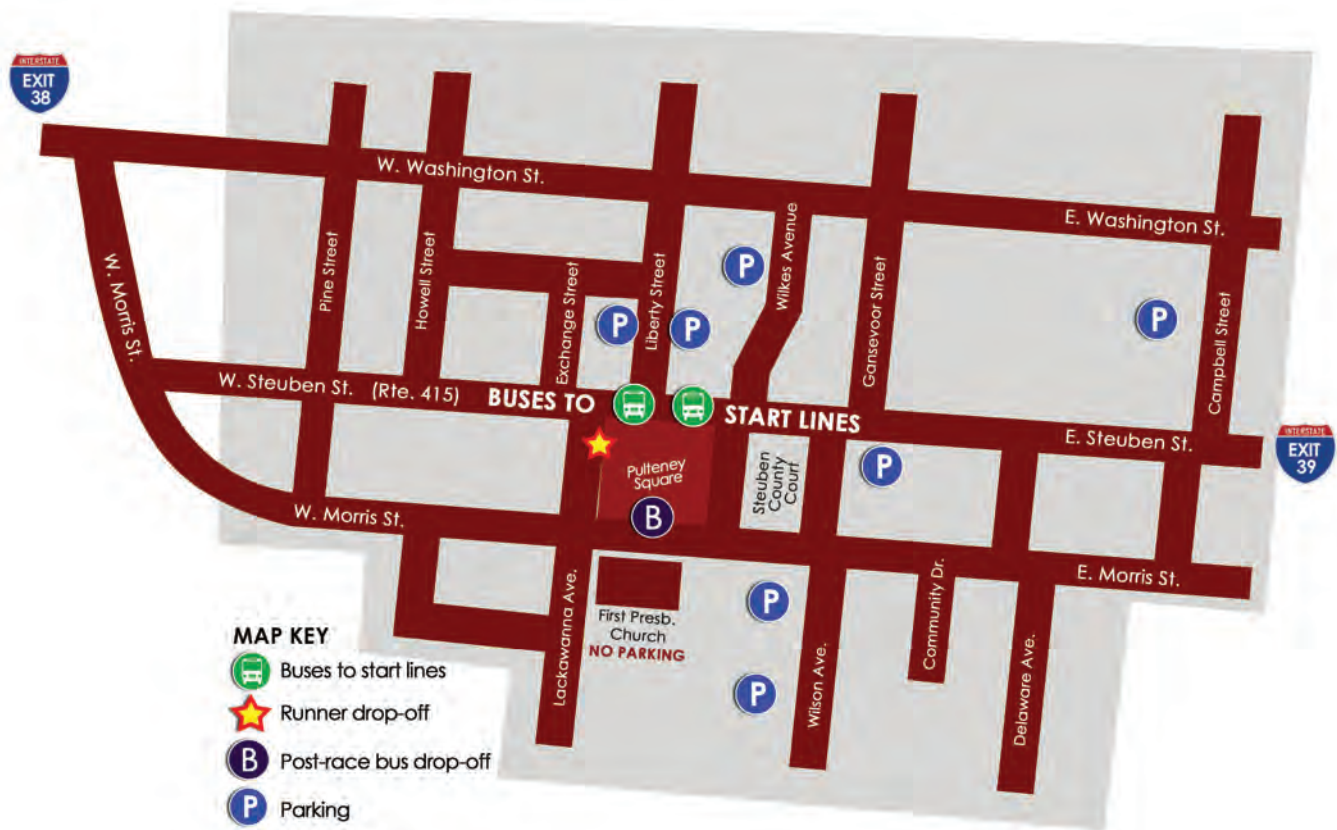 INTERSTATE
EXIT
38
W. Washington St.
E. Washington St.
W. Morris St.
Pine Street
Howell Street
Exchange Street
Liberty Street
Wilkes Avenue
Gansevoor Street
Campbell Street
P
P
P
P
W. Steuben St. (Rte. 415)
BUSES TO
START LINES
E. Steuben St.
INTERSTATE
EXIT
39
Pulteney
Square
B
Steuben
County
Court
P
W. Morris St.
E. Morris St.
Lackawanna Ave.
First Presb.
Church
NO PARKING
P
P
Wilson Ave.
Community Dr.
Delaware Ave.
MAP KEY
Buses to start lines
Runner drop-off
B Post-race bus drop-off
P Parking